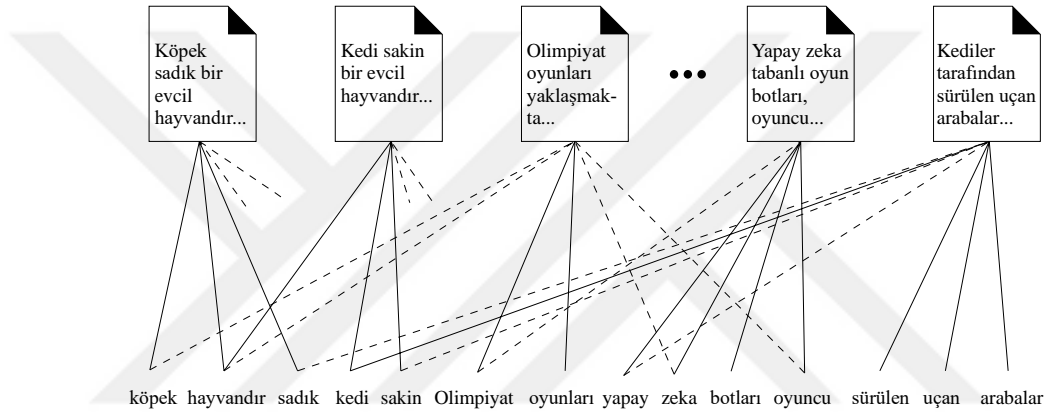 Köpek
sadık bir
evcil
hayvandır...
Kedi sakin
bir evcil
hayvandır...
Olimpiyat
oyunları
yaklaşmak-
ta...
Yapay zeka
tabanlı oyun
botları,
oyuncu...
Kediler
tarafından
sürülen uçan
arabalar...
köpek hayvandır sadık kedi sakin Olimpiyat oyunları yapay zeka botları oyuncu sürülen uçan arabalar